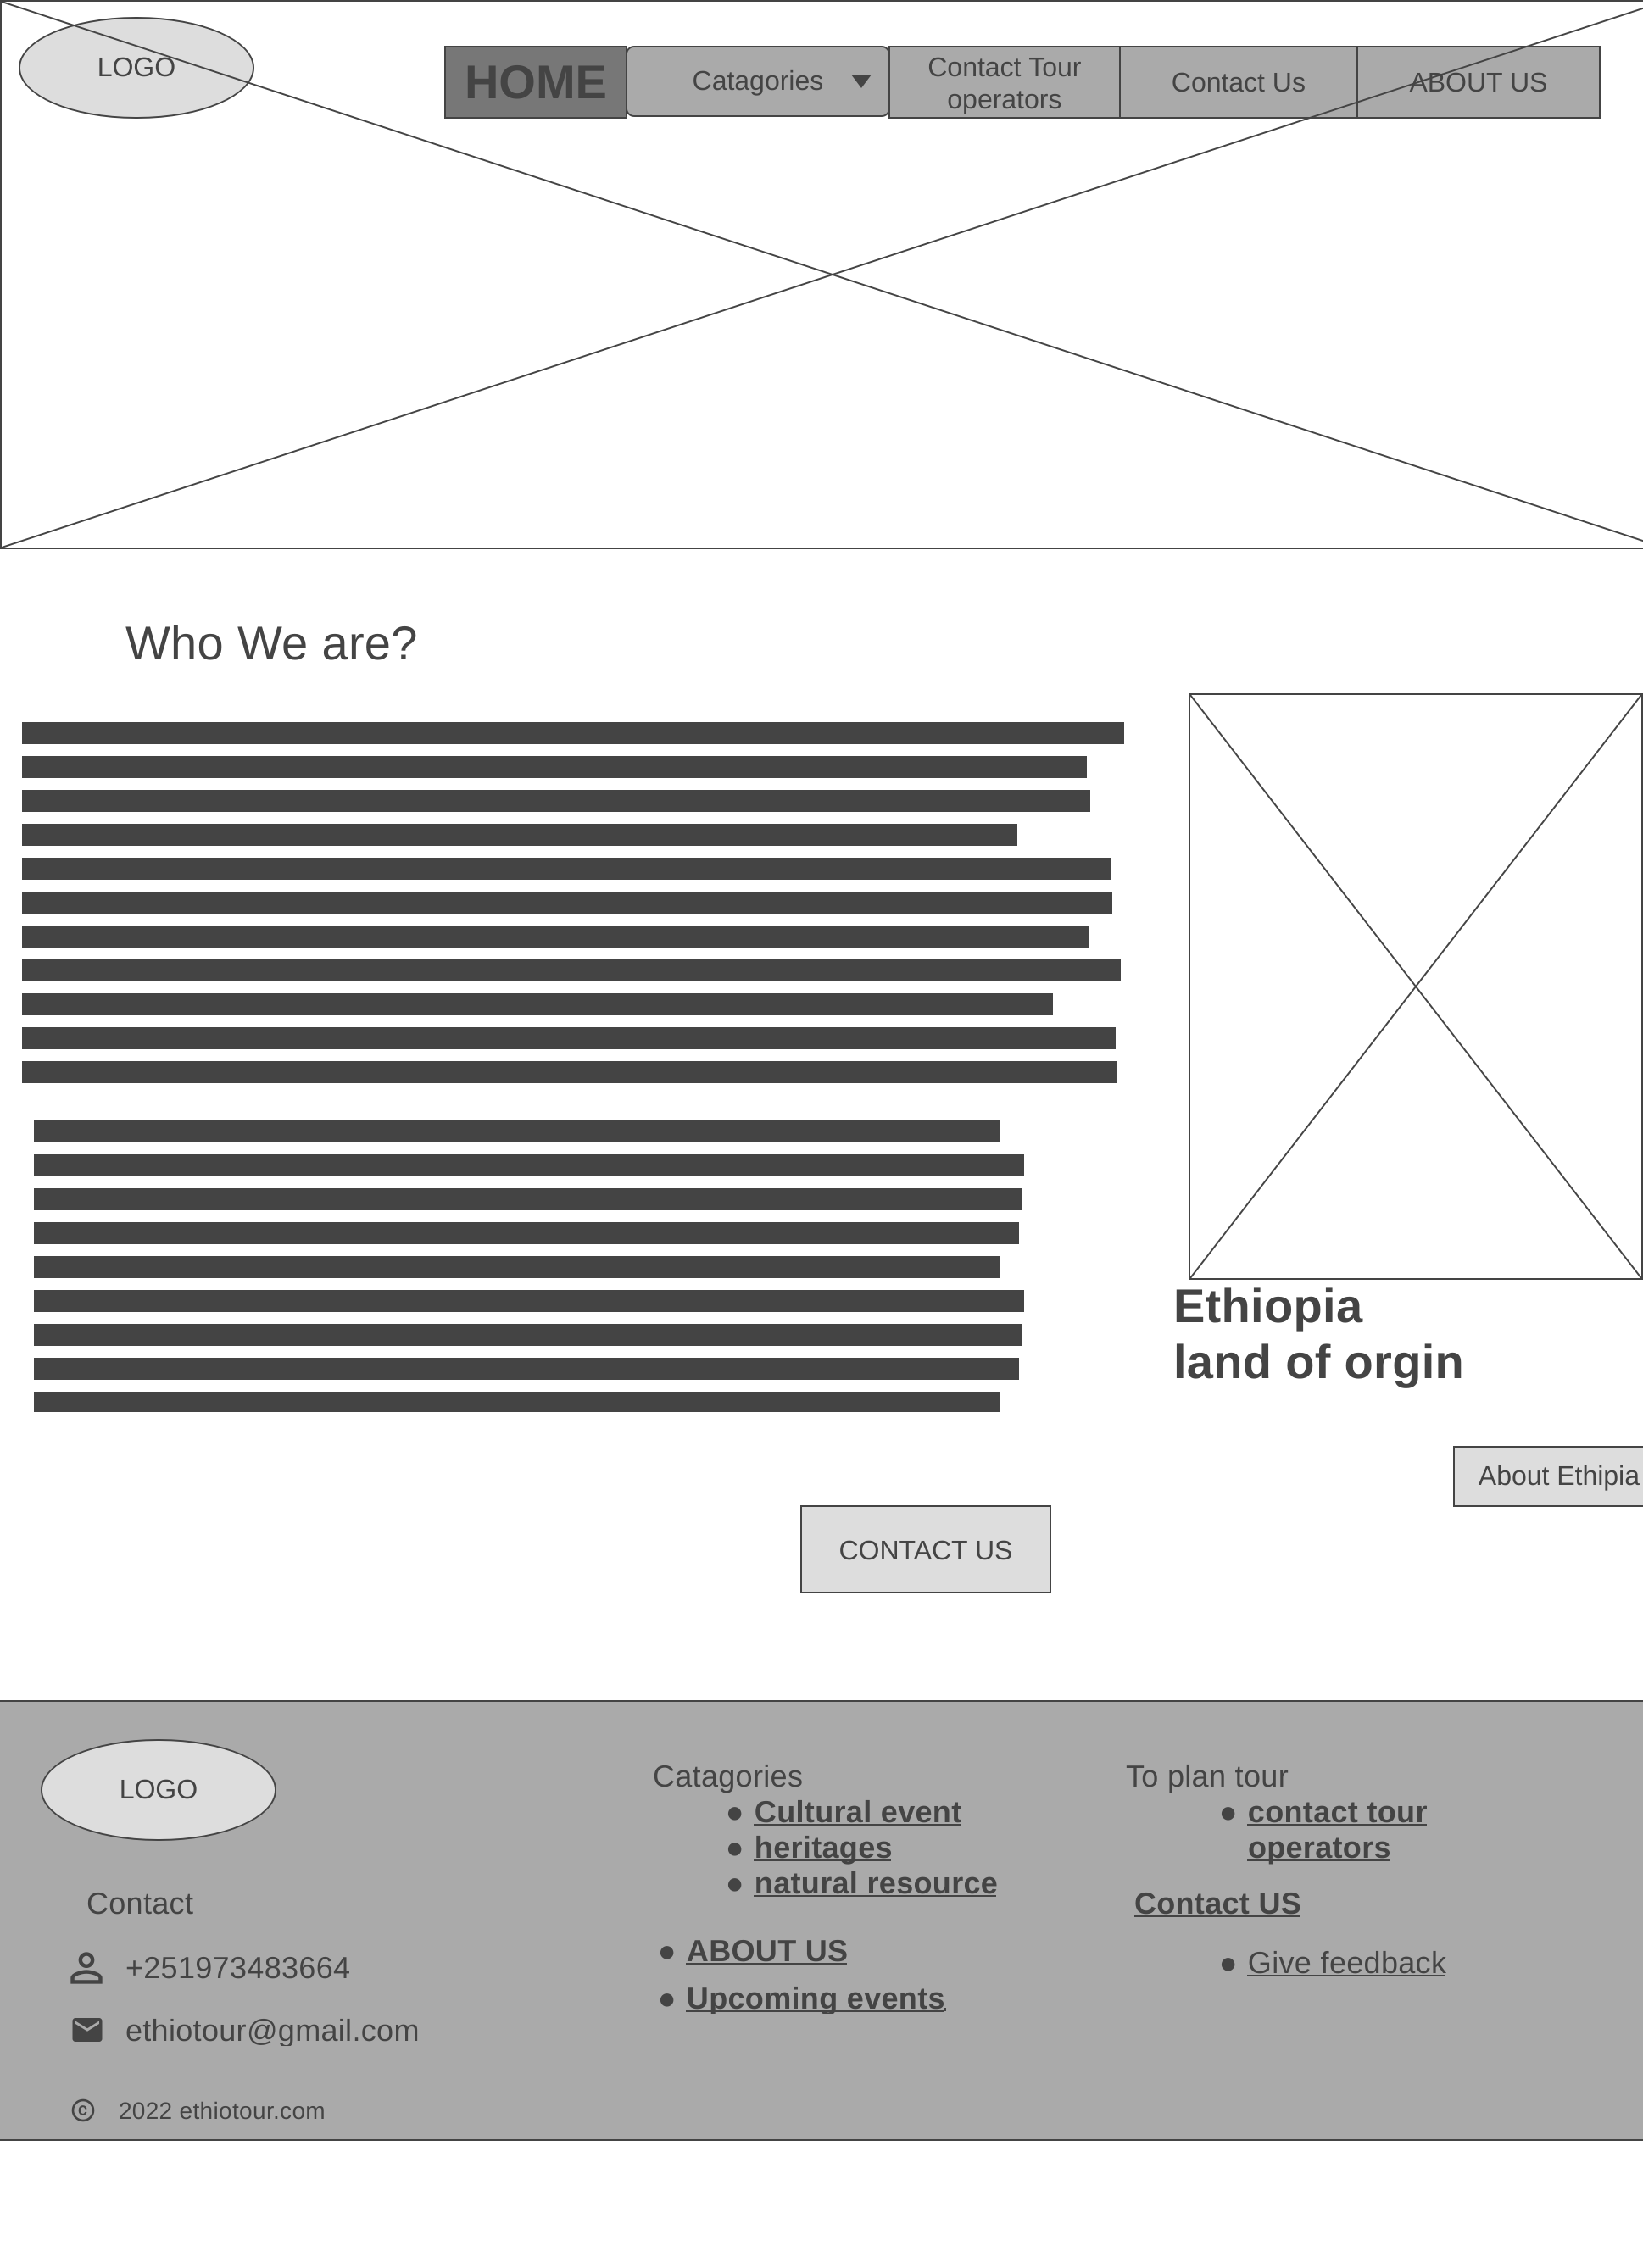 LOGO
HOME
Catagories
Contact Tour
operators
Contact Us
ABOUT US
Who We are?
Ethiopia
land of orgin
About Ethipia
CONTACT US
LOGO
Contact
+251973483664
ethiotour@gmail.com
© 2022 ethiotour.com
Catagories
● Cultural event
● heritages
● natural resource
● ABOUT US
● Upcoming events
To plan tour
● contact tour
operators
Contact US
● Give feedback